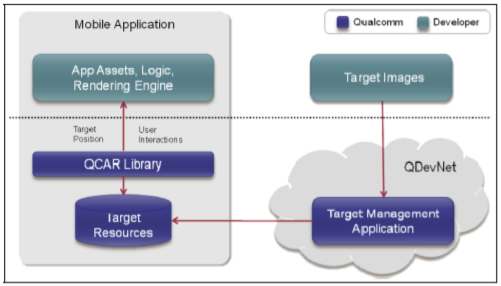 Mobile Application
Qualcomm
Developer
App Assets, Logic,
Rendering Engine
Target Images
Target
Position
User
Interactions
QCAR Library
QDevNet
Target
Resources
Target Management
Application